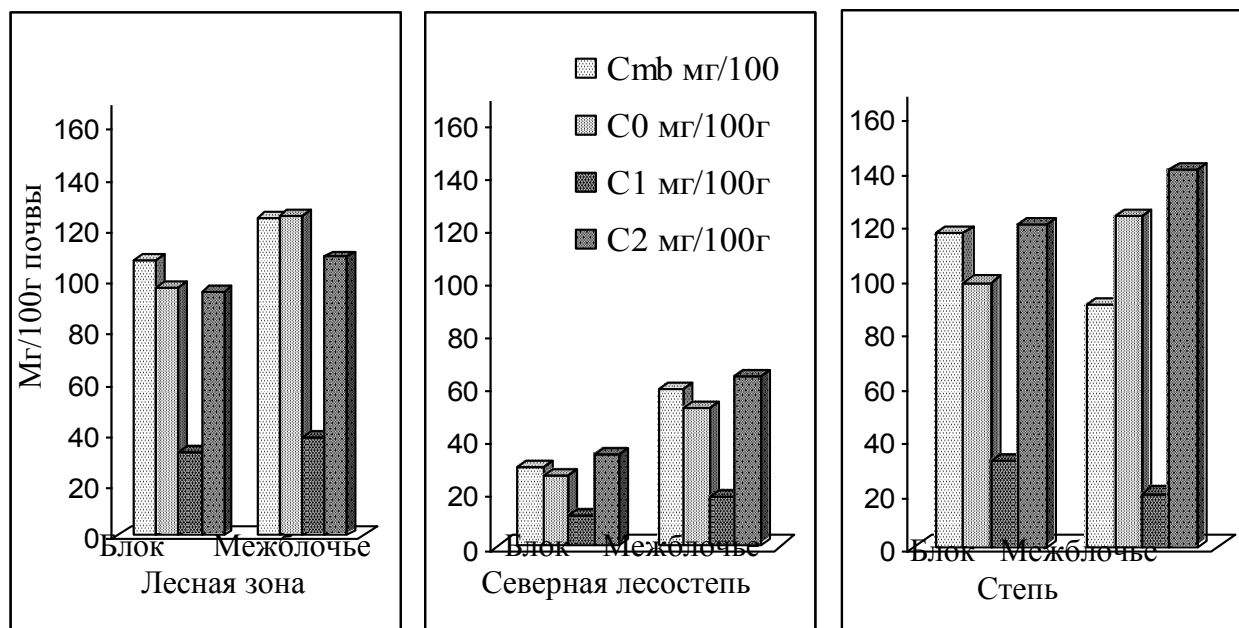 Мг/100г почвы
160
140
120
100
80
60
40
20
0
Блок Межблочье
Лесная зона
Cmb мг/100
C0 мг/100г
C1 мг/100г
C2 мг/100г
160
140
120
100
80
60
40
20
0
Блок Межблочье
Северная лесостепь
160
140
120
100
80
60
40
20
0
Блок Межблочье
Степь